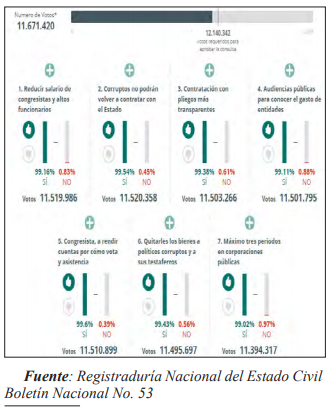 Número de Votos*
11.671.420
12.140.342
votos requeridos para
aprobar la consulta
1. Reducir salario de
congresistas y altos
funcionarios
99.16% 0.83%
SÍ NO
Votos 11.519.986
2. Corruptos no podrán
volver a contratar con
el Estado
99.54% 0.45%
SÍ NO
Votos 11.520.358
3. Contratación con
pliegos más
transparentes
99.38% 0.61%
SÍ NO
Votos 11.503.266
4. Audiencias públicas
para conocer el gasto de
entidades
99.11% 0.88%
SÍ NO
Votos 11.501.795
5. Congresista, a rendir
cuentas por cómo vota
y asistencia
99.6% 0.39%
SÍ NO
Votos 11.510.899
6. Quitarles los bienes a
políticos corruptos y a
sus testaferros
99.43% 0.56%
SÍ NO
Votos 11.495.697
7. Máximo tres periodos
en corporaciones
públicas
99.02% 0.97%
SÍ NO
Votos 11.394.317
Fuente: Registraduría Nacional del Estado Civil
Boletín Nacional No. 53